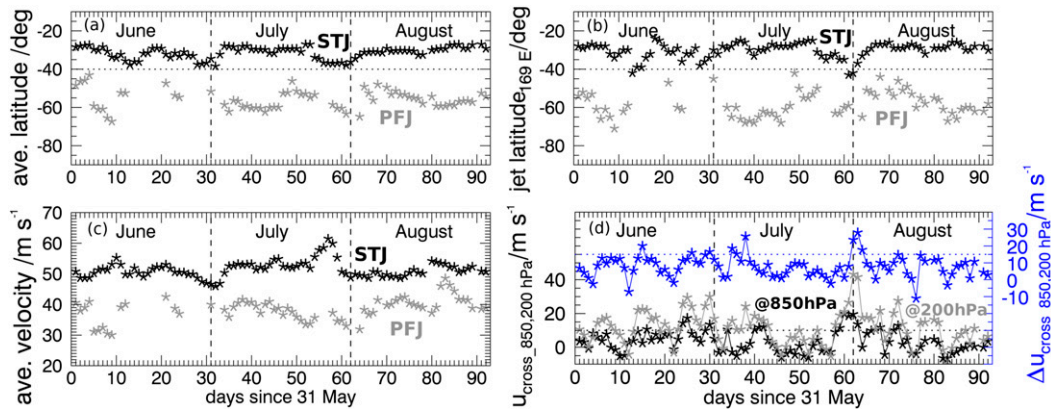 (a) June July August
STJ
PFJ
ave. latitude /deg
-20
-40
-60
-80
0 10 20 30 40 50 60 70 80 90
(b) June July August
STJ
PFJ
jet latitude169 E/deg
-20
-40
-60
-80
0 10 20 30 40 50 60 70 80 90
(c) June July August
STJ
PFJ
ave. velocity /m s-1
70
60
50
40
30
20
0 10 20 30 40 50 60 70 80 90
days since 31 May
(d) June July August
@850hPa
@200hPa
ucross_850,200 hPa/m s-1
60
40
20
0
30
20
10
0
-10
Δucross 850,200 hPa/m s-1
0 10 20 30 40 50 60 70 80 90
days since 31 May